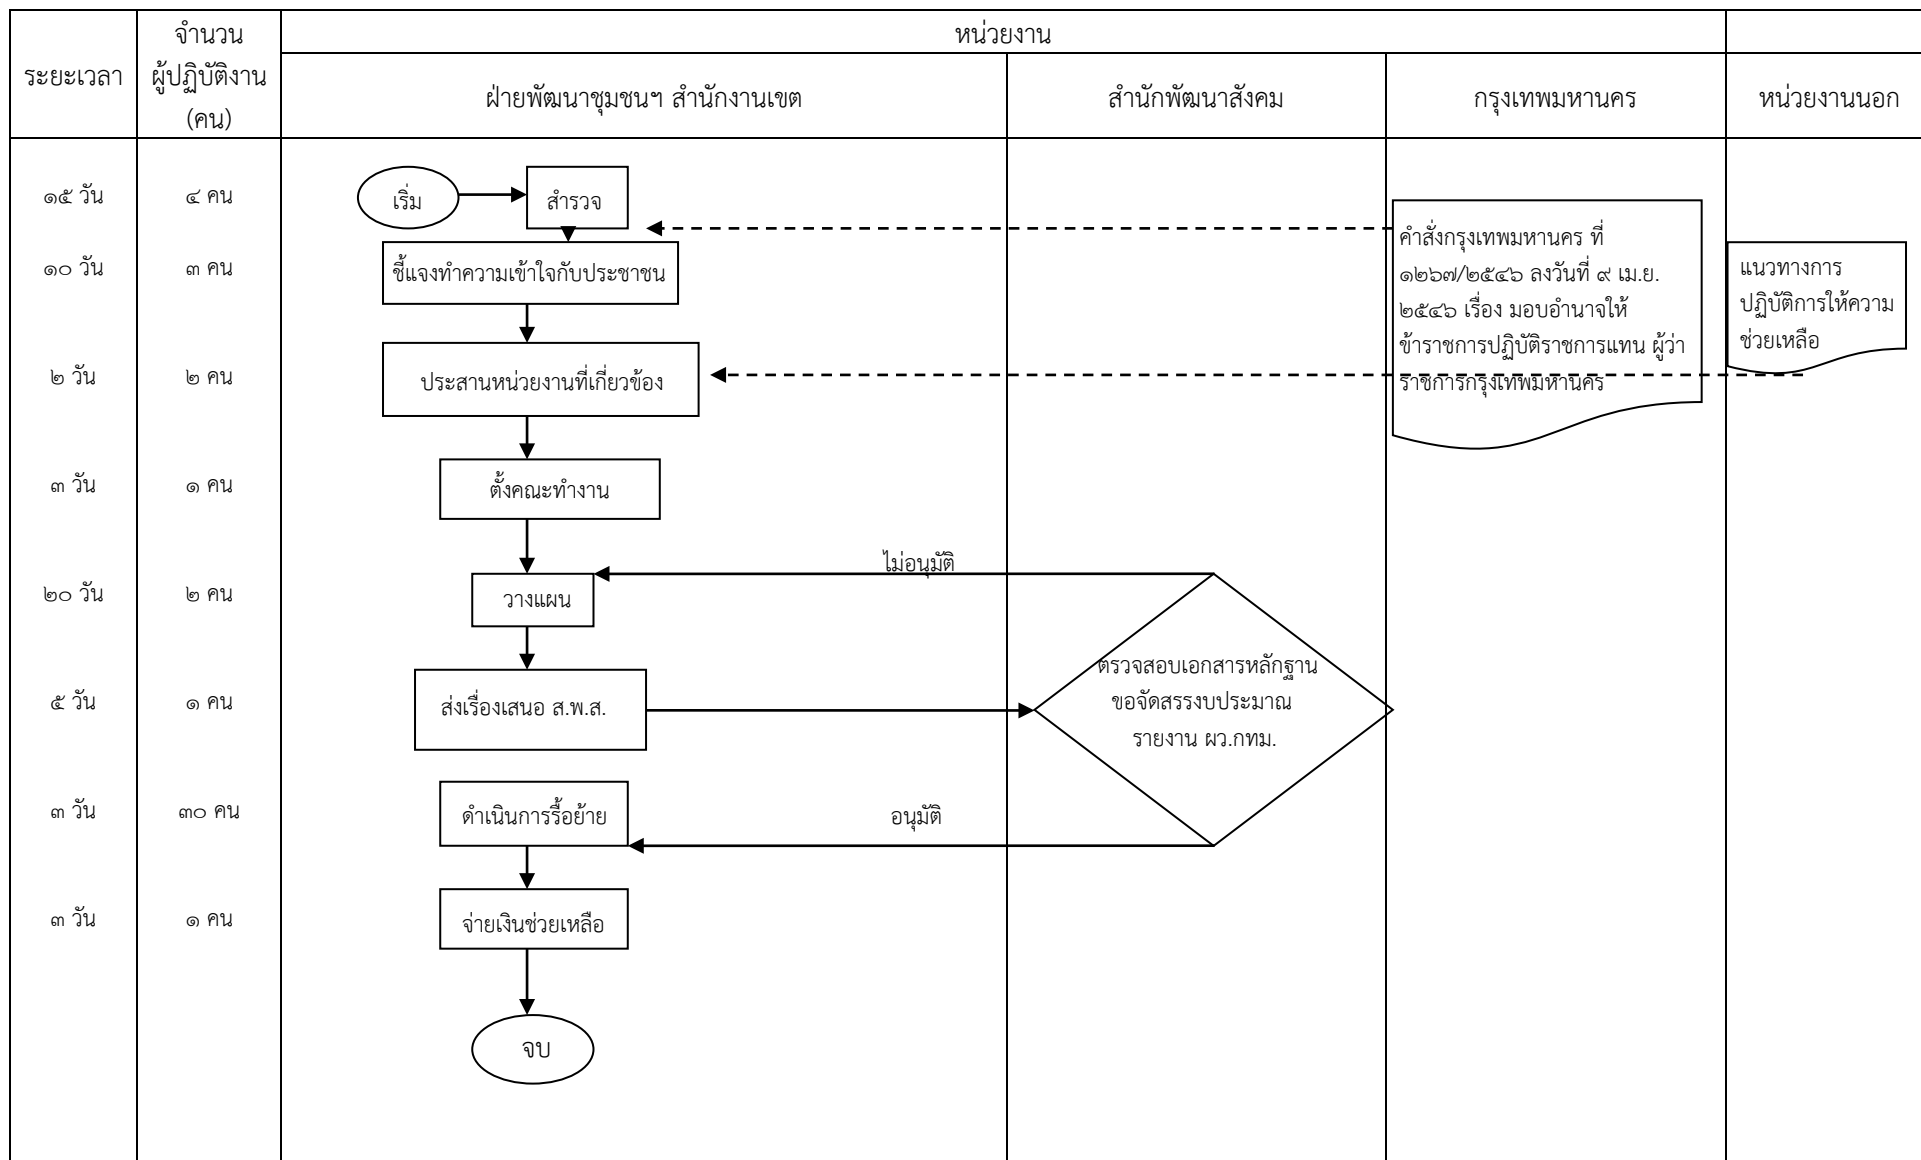 ระยะเวลา
จำนวน
ผู้ปฏิบัติงาน
(คน)
หน่วยงาน
ฝ่ายพัฒนาชุมชนฯ สำนักงานเขต
สำนักพัฒนาสังคม
กรุงเทพมหานคร
หน่วยงานนอก
๑๕ วัน
๔ คน
เริ่ม
สำรวจ
คำสั่งกรุงเทพมหานคร ที่
๑๒๖๗/๒๕๔๖ ลงวันที่ ๙ เม.ย.
๒๕๔๖ เรื่อง มอบอำนาจให้
ข้าราชการปฏิบัติราชการแทน ผู้ว่า
ราชการกรุงเทพมหานคร
๑๐ วัน
๓ คน
ชี้แจงทำความเข้าใจกับประชาชน
แนวทางการ
ปฏิบัติการให้ความ
ช่วยเหลือ
๒ วัน
๒ คน
ประสานหน่วยงานที่เกี่ยวข้อง
๓ วัน
๑ คน
ตั้งคณะทำงาน
ไม่อนุมัติ
๒๐ วัน
๒ คน
วางแผน
๕ วัน
๑ คน
ส่งเรื่องเสนอ ส.พ.ส.
ตรวจสอบเอกสารหลักฐาน
ขอจัดสรรงบประมาณ
รายงาน ผว.กทม.
๓ วัน
๓๐ คน
ดำเนินการรื้อย้าย
อนุมัติ
๓ วัน
๑ คน
จ่ายเงินช่วยเหลือ
จบ